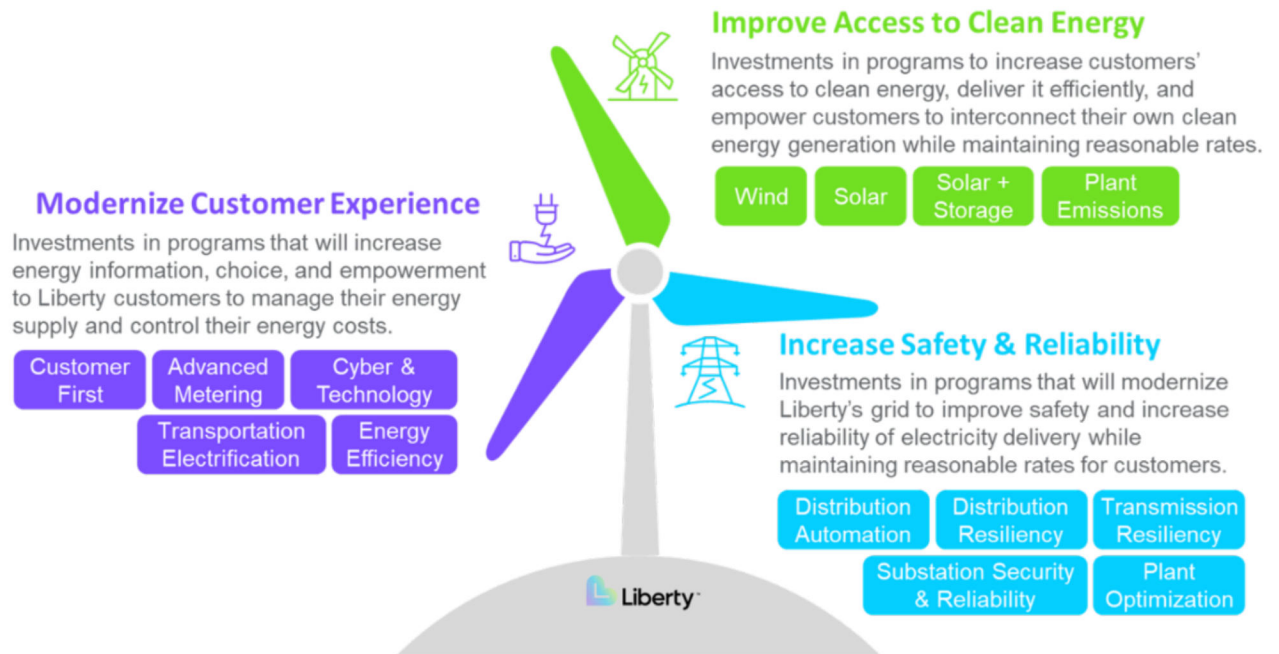 Improve Access to Clean Energy
Investments in programs to increase customers'
access to clean energy, deliver it efficiently, and
empower customers to interconnect their own clean
energy generation while maintaining reasonable rates.
Wind
Solar
Solar +
Storage
Plant
Emissions
Modernize Customer Experience
Investments in programs that will increase
energy information, choice, and empowerment
to Liberty customers to manage their energy
supply and control their energy costs.
Customer
First
Advanced
Metering
Cyber &
Technology
Transportation
Electrification
Energy
Efficiency
Increase Safety & Reliability
Investments in programs that will modernize
Liberty's grid to improve safety and increase
reliability of electricity delivery while
maintaining reasonable rates for customers.
Distribution
Automation
Distribution
Resiliency
Transmission
Resiliency
Substation Security
& Reliability
Plant
Optimization
Liberty™